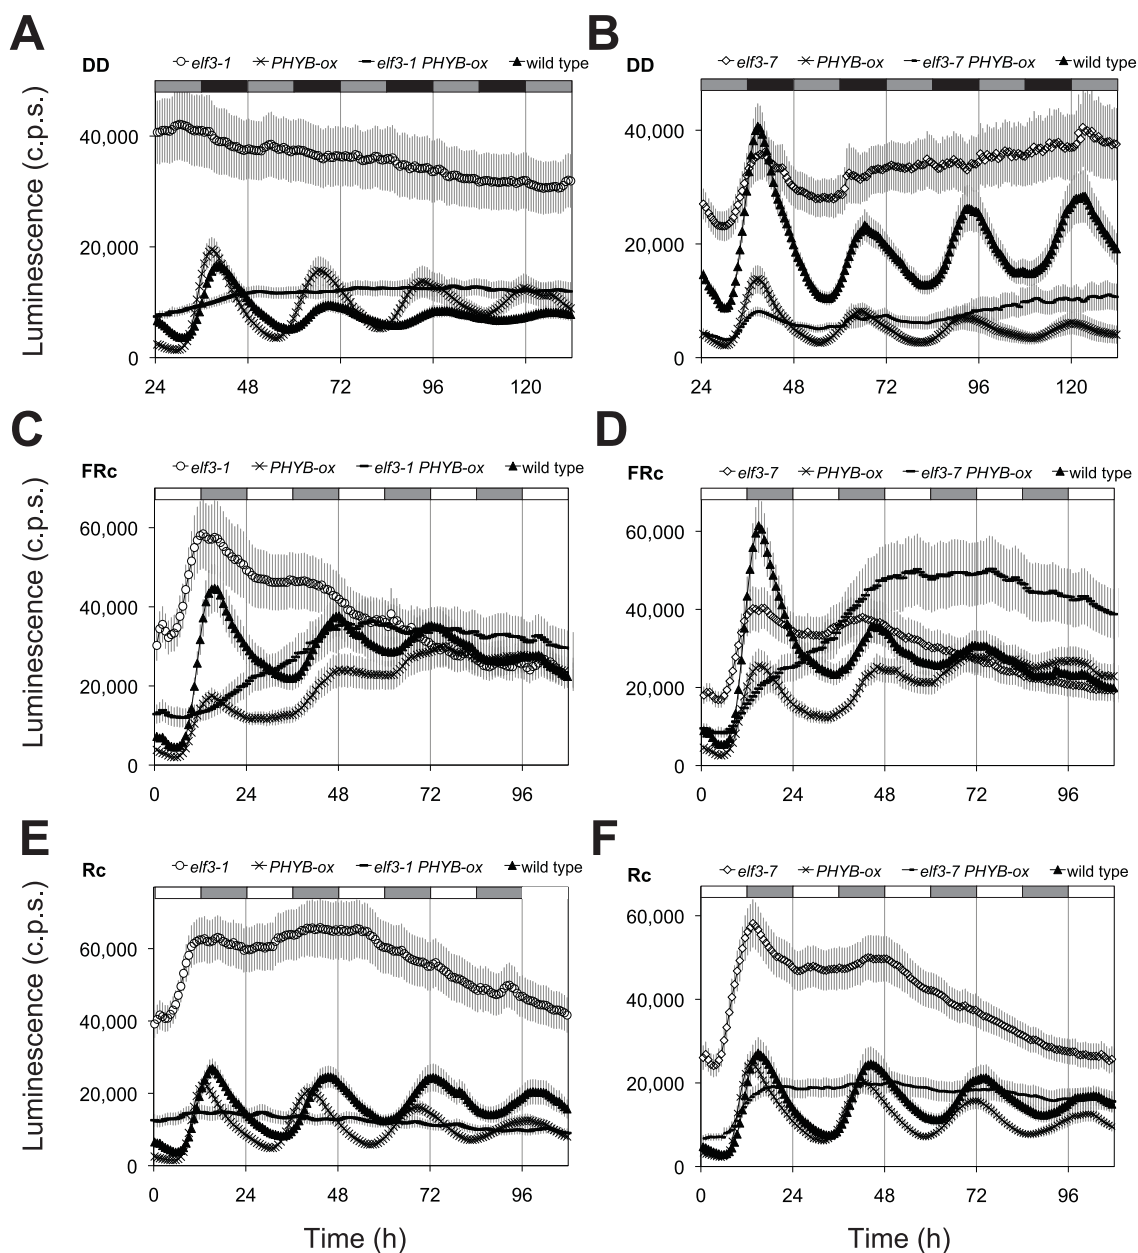 A
DD
elf3-1 PHYB-ox elf3-1 PHYB-ox wild type
Luminescence (c.p.s.)
40,000
20,000
0
24 48 72 96 120
B
DD
elf3-7 PHYB-ox elf3-7 PHYB-ox wild type
40,000
20,000
0
24 48 72 96 120
C
FRc
elf3-1 PHYB-ox elf3-1 PHYB-ox wild type
Luminescence (c.p.s.)
60,000
40,000
20,000
0
0 24 48 72 96
D
FRc
elf3-7 PHYB-ox elf3-7 PHYB-ox wild type
60,000
40,000
20,000
0
0 24 48 72 96
E
Rc
elf3-1 PHYB-ox elf3-1 PHYB-ox wild type
Luminescence (c.p.s.)
60,000
40,000
20,000
0
0 24 48 72 96
Time (h)
F
Rc
elf3-7 PHYB-ox elf3-7 PHYB-ox wild type
60,000
40,000
20,000
0
0 24 48 72 96
Time (h)